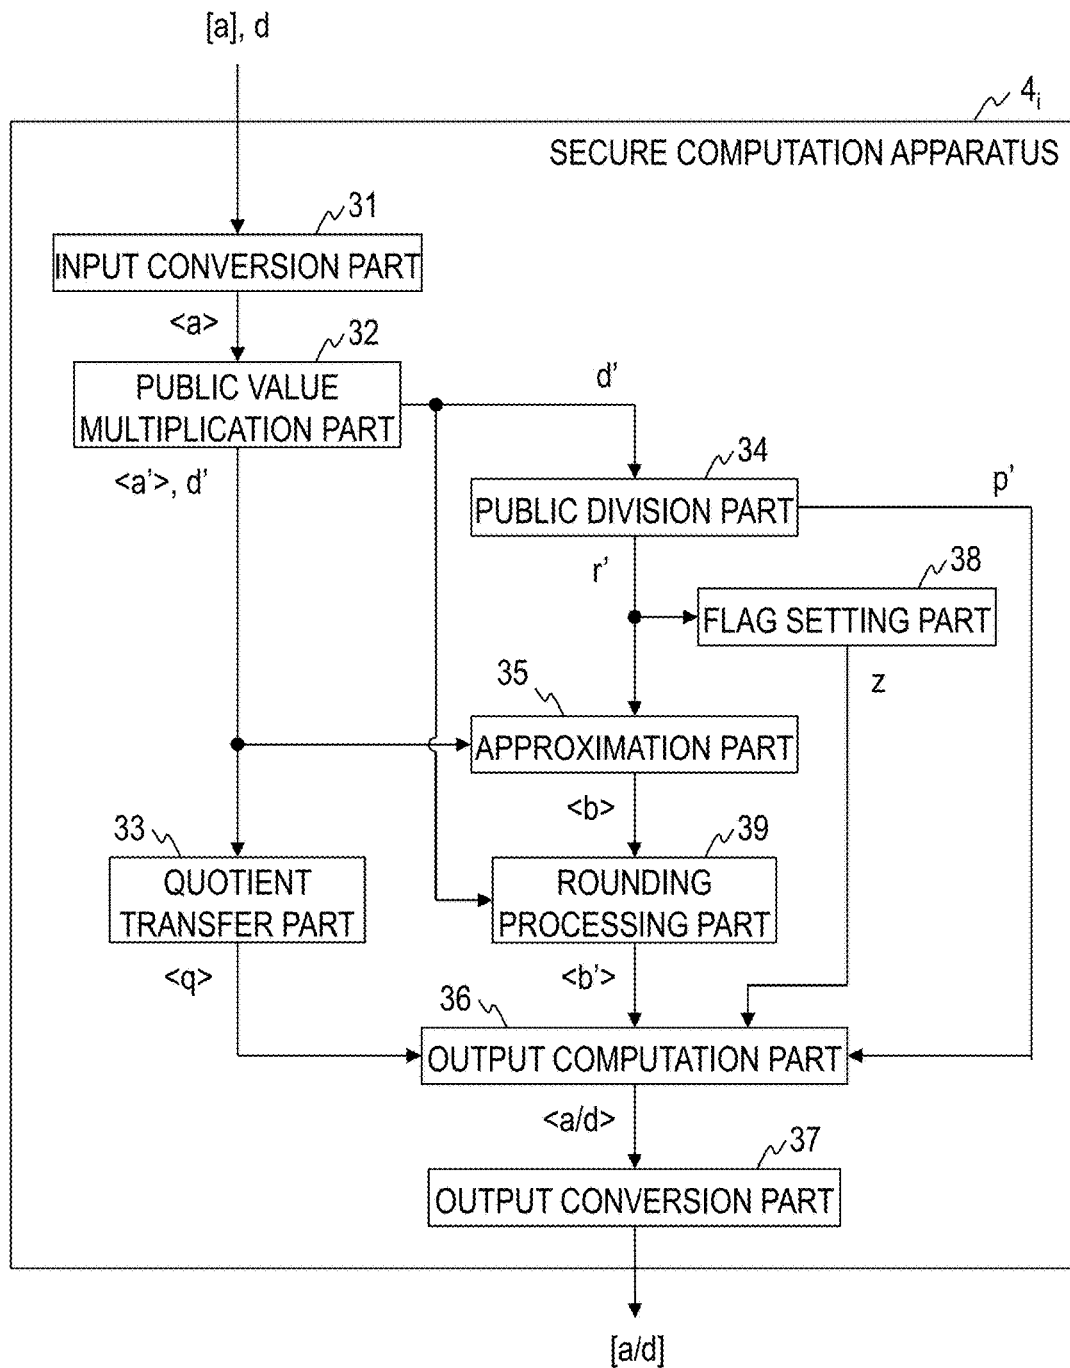 [a], d
4i
SECURE COMPUTATION APPARATUS
31
INPUT CONVERSION PART
<a>
32
PUBLIC VALUE
MULTIPLICATION PART
d'
<a'>, d'
34
PUBLIC DIVISION PART
p'
r'
38
FLAG SETTING PART
z
35
APPROXIMATION PART
<b>
33
QUOTIENT
TRANSFER PART
39
ROUNDING
PROCESSING PART
<q>
<b'>
36
OUTPUT COMPUTATION PART
<a/d>
37
OUTPUT CONVERSION PART
[a/d]